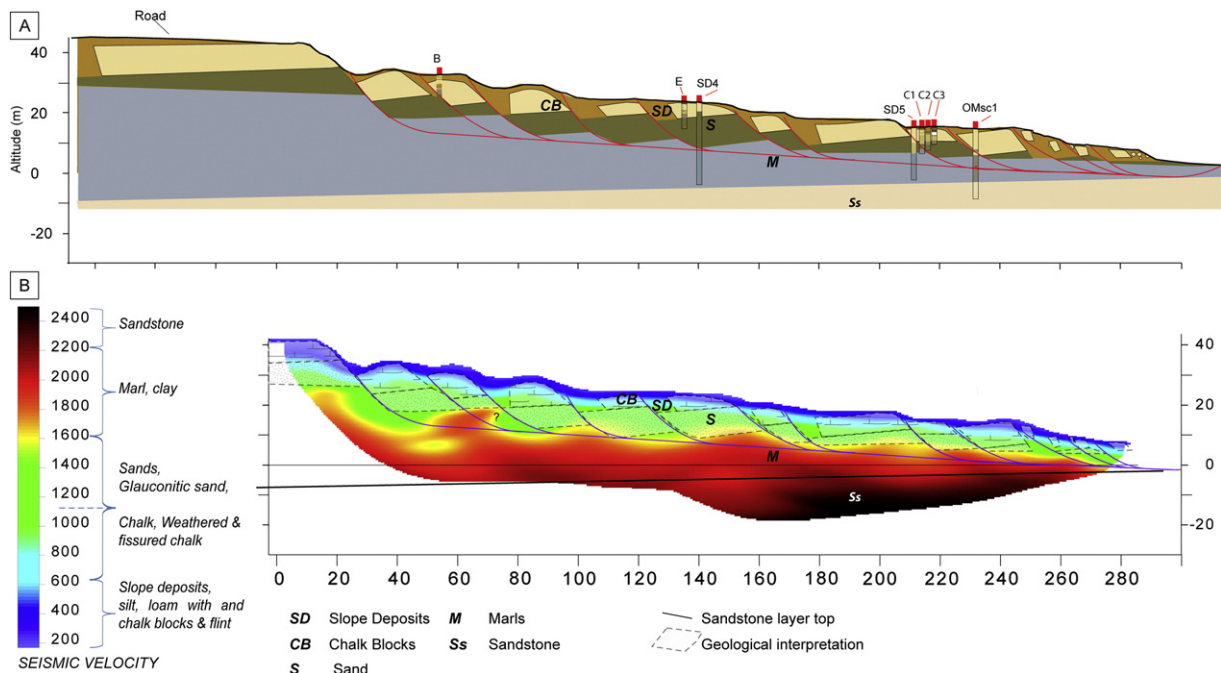 A
Road
Altitude (m)
40
20
0
-20
B
E
SD4
SD5
C1
C2
C3
OMsc1
CB
SD
S
M
Ss
B
2400
2200
2000
1800
1600
1400
1200
1000
800
600
400
200
SEISMIC VELOCITY
Sandstone
Marl, clay
Sands,
Glauconitic sand,
Chalk, Weathered &
fissured chalk
Slope deposits,
silt, loam with and
chalk blocks & flint
?
CB
SD
S
M
Ss
40
20
0
-20
0 20 40 60 80 100 120 140 160 180 200 220 240 260 280
SD Slope Deposits M Marls Sandstone layer top
CB Chalk Blocks Ss Sandstone Geological interpretation
S Sand